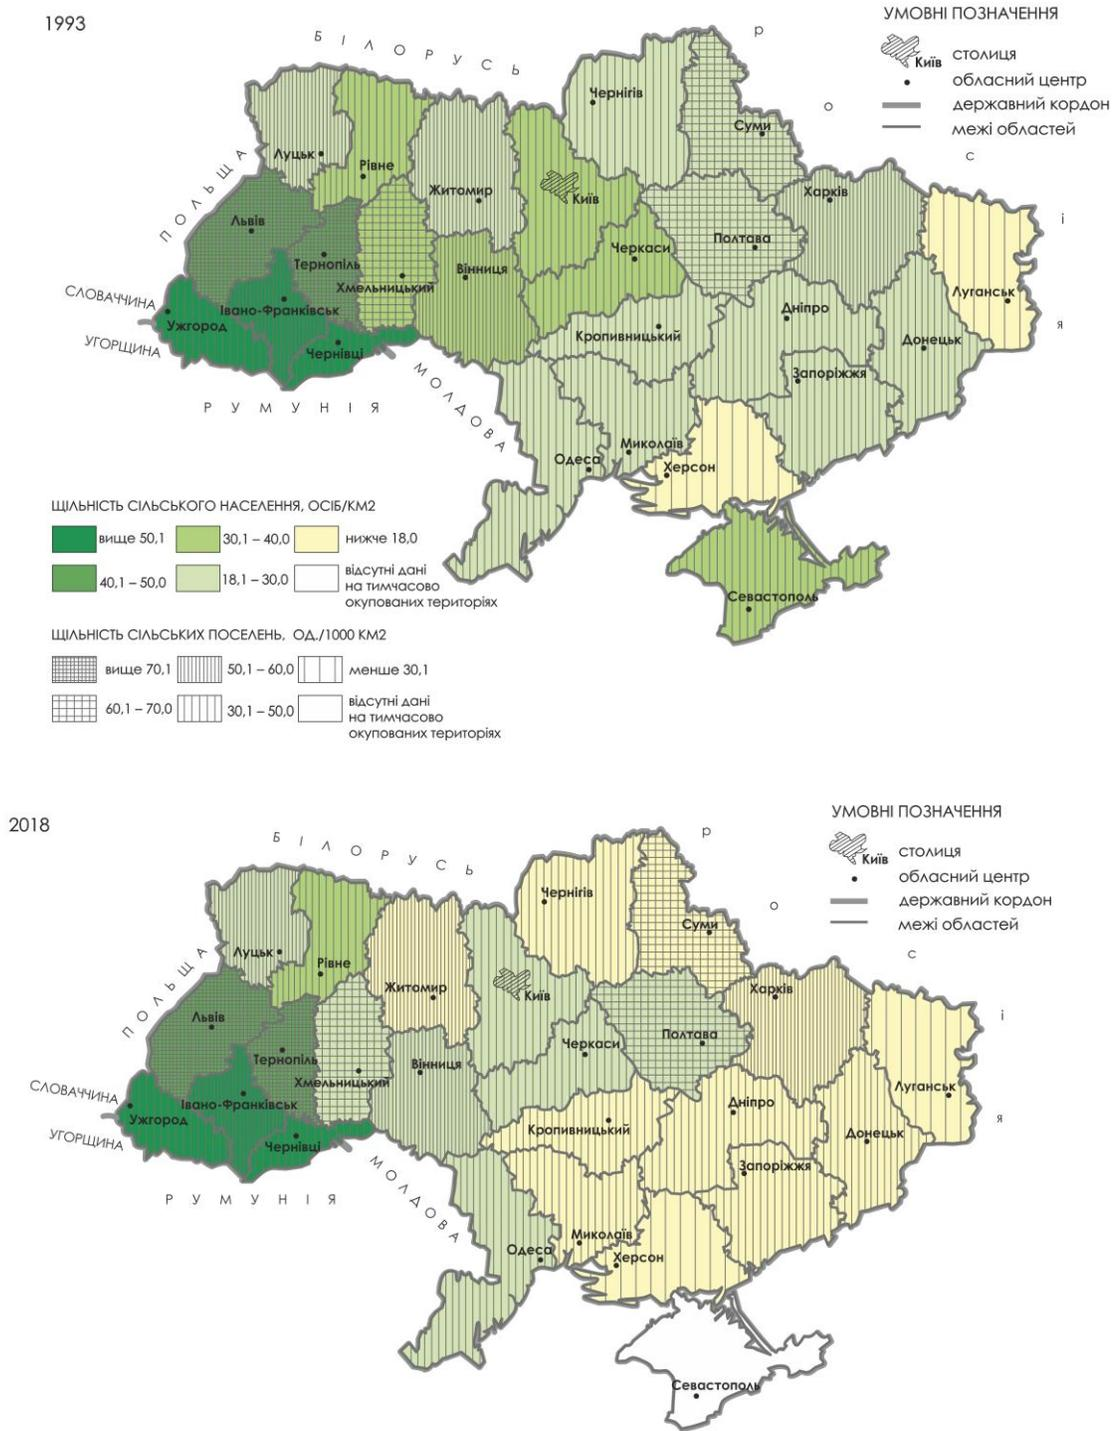 1993
БІЛОРУСЬ
УМОВНІ ПОЗНАЧЕННЯ
Київ столиця
обласний центр
державний кордон
межі областей
Росія
ПОЛЬЩА
СЛОВАЧЧИНА
УГОРЩИНА
РУМУНІЯ
МОЛДОВА
Чернігів
Суми
Луцьк
Рівне
Житомир
Київ
Харків
Львів
Тернопіль
Хмельницький
Вінниця
Черкаси
Полтава
Луганськ
Ужгород
Івано-Франківськ
Чернівці
Кропивницький
Дніпро
Донецьк
Запоріжжя
Миколаїв
Одеса
Херсон
Севастополь
ЩІЛЬНІСТЬ СІЛЬСЬКОГО НАСЕЛЕННЯ, ОСІБ/КМ2
вище 50,1
30,1 – 40,0
нижче 18,0
40,1 – 50,0
18,1 – 30,0
відсутні дані
на тимчасово
окупованих територіях
ЩІЛЬНІСТЬ СІЛЬСЬКИХ ПОСЕЛЕНЬ, ОД./1000 КМ2
вище 70,1
50,1 – 60,0
менше 30,1
60,1 – 70,0
30,1 – 50,0
відсутні дані
на тимчасово
окупованих територіях
2018
БІЛОРУСЬ
УМОВНІ ПОЗНАЧЕННЯ
Київ столиця
обласний центр
державний кордон
межі областей
росія
ПОЛЬЩА
СЛОВАЧЧИНА
УГОРЩИНА
РУМУНІЯ
МОЛДОВА
Чернігів
Суми
Луцьк
Рівне
Житомир
Київ
Харків
Львів
Тернопіль
Хмельницький
Вінниця
Черкаси
Полтава
Луганськ
Ужгород
Івано-Франківськ
Чернівці
Кропивницький
Дніпро
Донецьк
Запоріжжя
Миколаїв
Одеса
Херсон
Севастополь